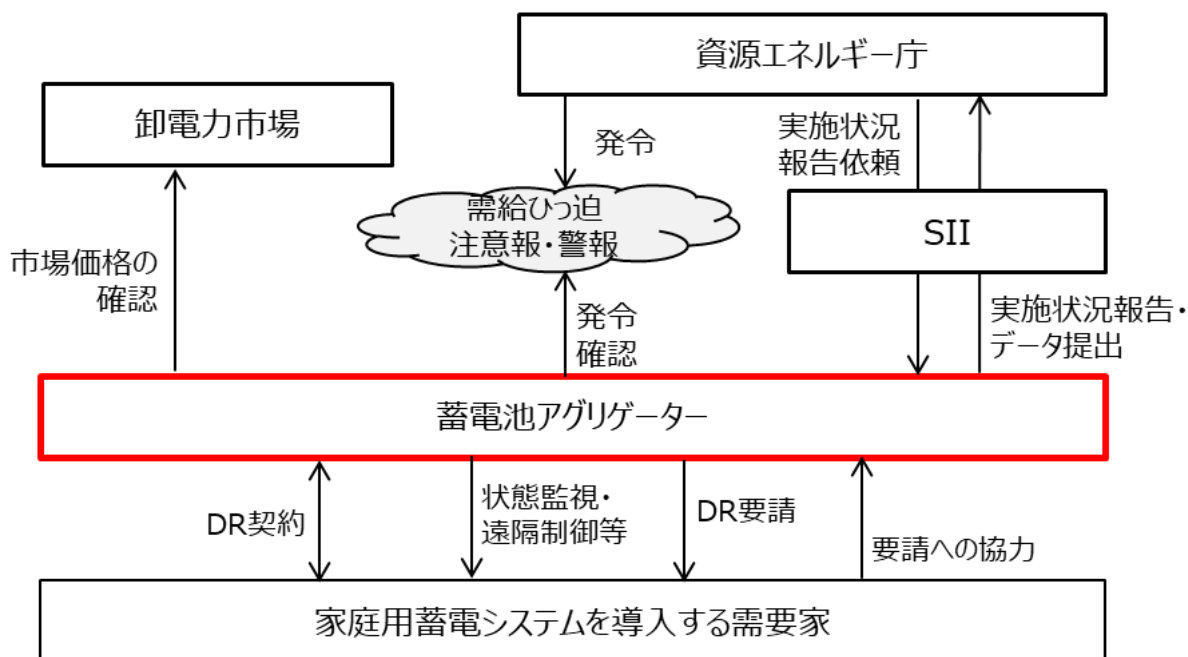 資源エネルギー庁
卸電力市場
発令
実施状況
報告依頼
需給ひっ迫
注意報・警報
SII
市場価格の
確認
発令
確認
実施状況報告・
データ提出
蓄電池アグリゲーター
DR契約
状態監視・
遠隔制御等
DR要請
要請への協力
家庭用蓄電システムを導入する需要家